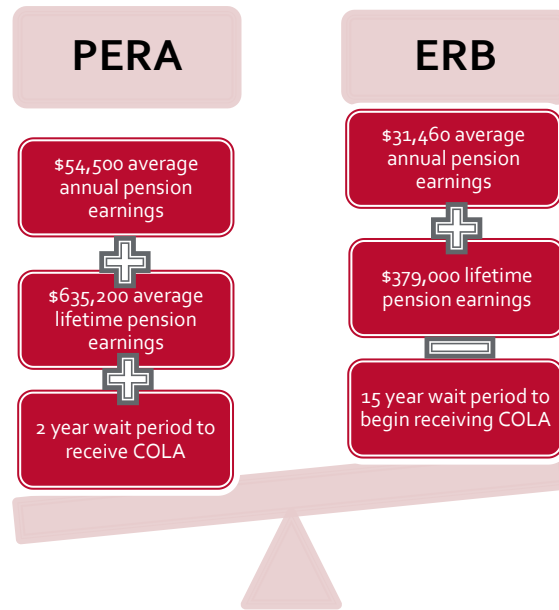 PERA
$54,500 average
annual pension
earnings
$635,200 average
lifetime pension
earnings
2 year wait period to
receive COLA
ERB
$31,460 average
annual pension
earnings
$379,000 lifetime
pension earnings
15 year wait period to
begin receiving COLA